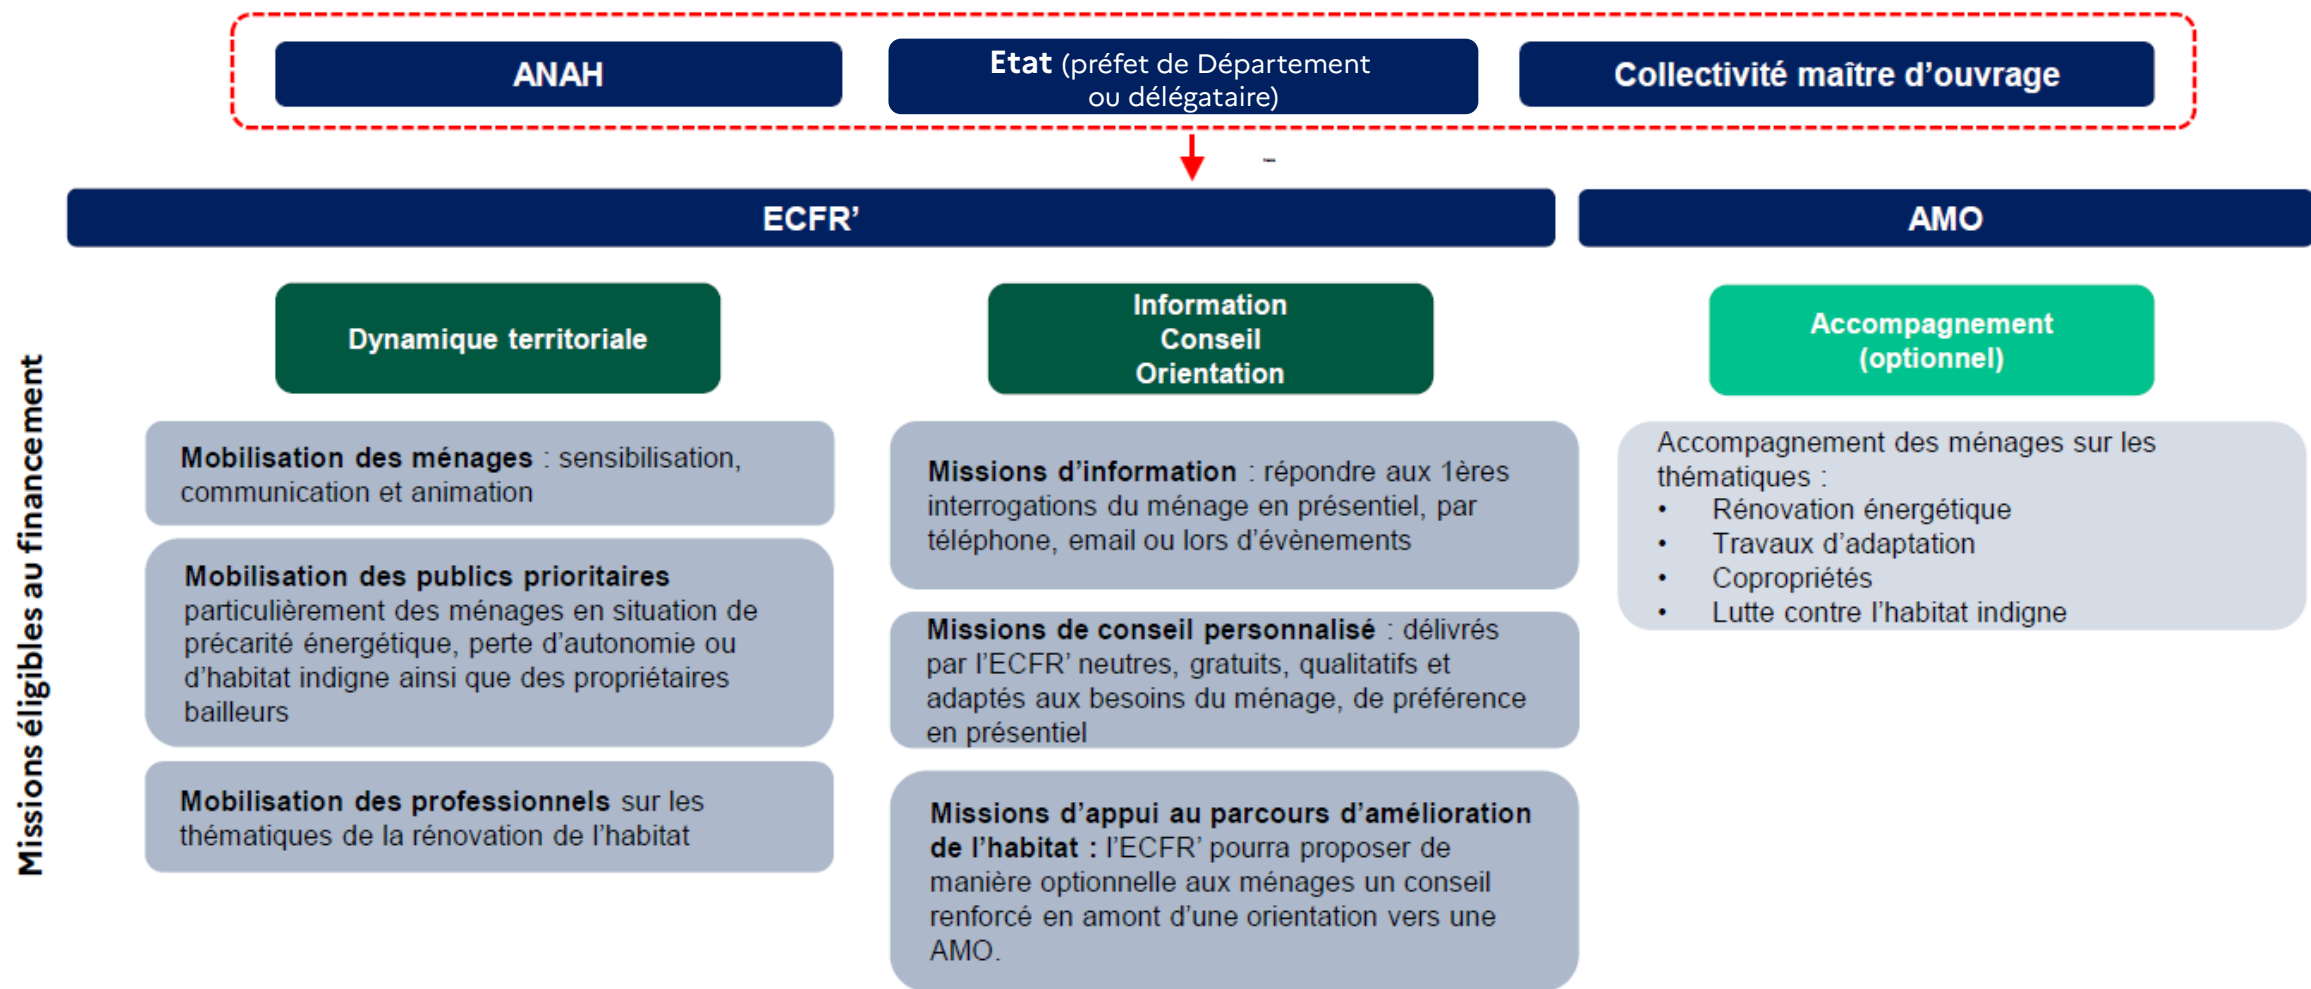 ANAH
Etat (préfet de Département
ou délégataire)
Collectivité maître d’ouvrage
ECFR’
AMO
Missions éligibles au financement
Dynamique territoriale
Mobilisation des ménages : sensibilisation,
communication et animation
Mobilisation des publics prioritaires
particulièrement des ménages en situation de
précarité énergétique, perte d’autonomie ou
d’habitat indigne ainsi que des propriétaires
bailleurs
Mobilisation des professionnels sur les
thématiques de la rénovation de l’habitat
Information
Conseil
Orientation
Missions d’information : répondre aux 1ères
interrogations du ménage en présentiel, par
téléphone, email ou lors d’évènements
Missions de conseil personnalisé : délivrés
par l’ECFR’ neutres, gratuits, qualitatifs et
adaptés aux besoins du ménage, de préférence
en présentiel
Missions d’appui au parcours d’amélioration
de l’habitat : l’ECFR’ pourra proposer de
manière optionnelle aux ménages un conseil
renforcé en amont d’une orientation vers une
AMO.
Accompagnement
(optionnel)
Accompagnement des ménages sur les
thématiques :
• Rénovation énergétique
• Travaux d’adaptation
• Copropriétés
• Lutte contre l’habitat indigne